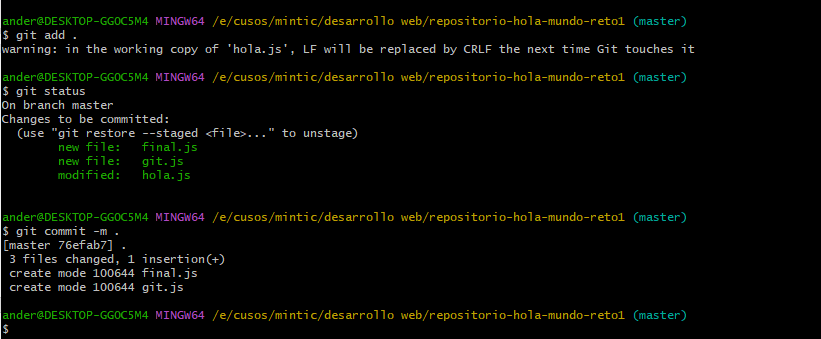 ander@DESKTOP-GGOC5M4 MINGW64 /e/cusos/mintic/desarrollo web/repositorio-hola-mundo-reto1 (master)
$ git add .
warning: in the working copy of 'hola.js', LF will be replaced by CRLF the next time Git touches it
ander@DESKTOP-GGOC5M4 MINGW64 /e/cusos/mintic/desarrollo web/repositorio-hola-mundo-reto1 (master)
$ git status
On branch master
Changes to be committed:
  (use "git restore --staged <file>..." to unstage)
        new file:   final.js
        new file:   git.js
        modified:   hola.js
ander@DESKTOP-GGOC5M4 MINGW64 /e/cusos/mintic/desarrollo web/repositorio-hola-mundo-reto1 (master)
$ git commit -m .
[master 76efab7] .
 3 files changed, 1 insertion(+)
 create mode 100644 final.js
 create mode 100644 git.js
ander@DESKTOP-GGOC5M4 MINGW64 /e/cusos/mintic/desarrollo web/repositorio-hola-mundo-reto1 (master)
$